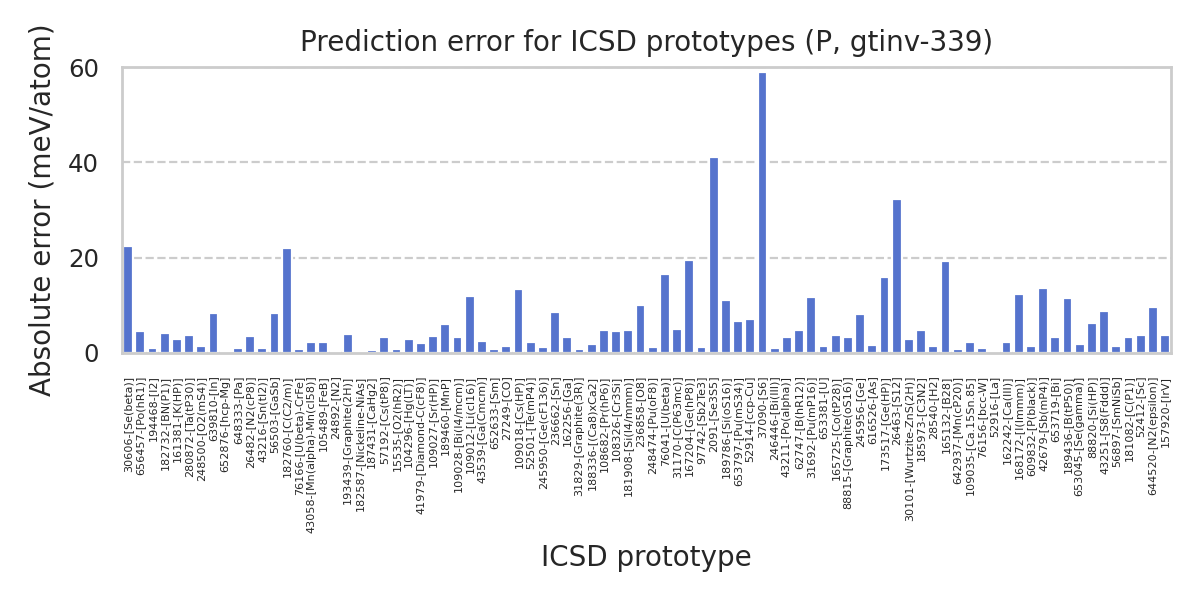 Prediction error for ICSD prototypes (P, gtinv-339)
Absolute error (meV/atom)
60
40
20
0
30606-[Se(beta)]
656457-[Po(hR1)]
194468-[I2]
182732-[BN(P1)]
16381-[K(HP)]
280872-[Ta(tP30)]
248500-[O2(mS4)]
639810-[In]
652876-[hcp-Mg]
64833-[Pa]
26482-[N2(cP8)]
43216-[Sn(tI2)]
56503-[GaSb]
182760-[C(C2/m)]
76166-[U(beta)-CrFe]
43058-[Mn(alpha)-Mn(cI58)]
105489-[FeB]
24892-[N2]
193439-[Graphite(2H)]
182587-[Nickeline-NiAs]
187431-[CaHg2]
57192-[Cs(tP8)]
15535-[O2(hR2)]
104296-[Hg(LT)]
41979-[Diamond-C(cF8)]
109027-[Sr(HP)]
189460-[MnP]
109028-[Bi(I4/mcm)]
109012-[Li(cI16)]
43539-[Ga(Cmcm)]
652633-[Sm]
27249-[CO]
109018-[Cs(HP)]
52501-[Te(mP4)]
245950-[Ge(cF136)]
236662-[Sn]
162256-[Ga]
31829-[Graphite(3R)]
188336-[(Ca8)xCa2]
108682-[Pr(hP6)]
108326-[Cr3Si]
181908-[Si(I4/mmm)]
236858-[O8]
248474-[Pu(oF8)]
76041-[U(beta)]
31170-[C(P63mc)]
167204-[Ge(hP8)]
97742-[Sb2Te3]
2091-[Se3S5]
189786-[Si(oS16)]
653797-[Pu(mS34)]
52914-[ccp-Cu]
37090-[S6]
246446-[Bi(III)]
43211-[Po(alpha)]
62747-[B(hR12)]
31692-[Pu(mP16)]
653381-[U]
165725-[Co(tP28)]
88815-[Graphite(oS16)]
245956-[Ge]
616526-[As]
173517-[Ge(HP)]
26463-[S12]
30101-[Wurtzite-ZnS(2H)]
185973-[C3N2]
28540-[H2]
165132-[B28]
642937-[Mn(cP20)]
109035-[Ca.15Sn.85]
76156-[bcc-W]
52916-[La]
162242-[Ca(III)]
168172-[I(Immm)]
609832-[P(black)]
42679-[Sb(mP4)]
653719-[Bi]
189436-[B(tP50)]
653045-[Se(gamma)]
88820-[Si(HP)]
43251-[S8(Fddd)]
56897-[SmNiSb]
181082-[C(P1)]
52412-[Sc]
644520-[N2(epsilon)]
157920-[IrV]
ICSD prototype